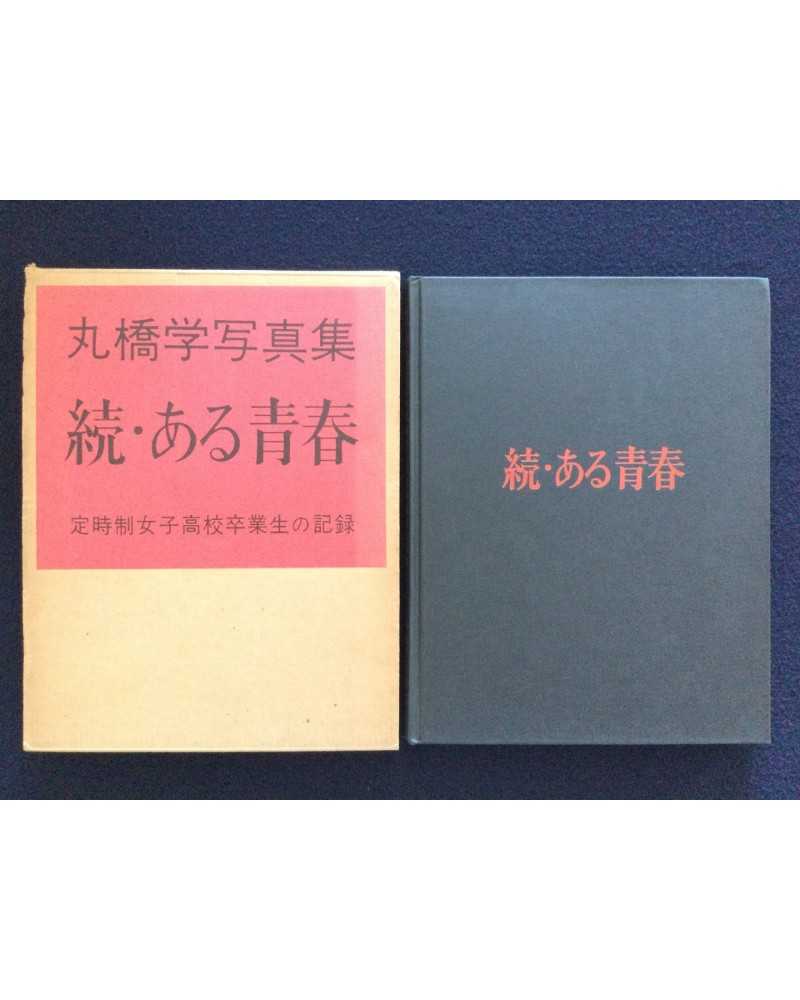 丸橋学写真集
続・ある青春
定時制女子高校卒業生の記録
続・ある青春